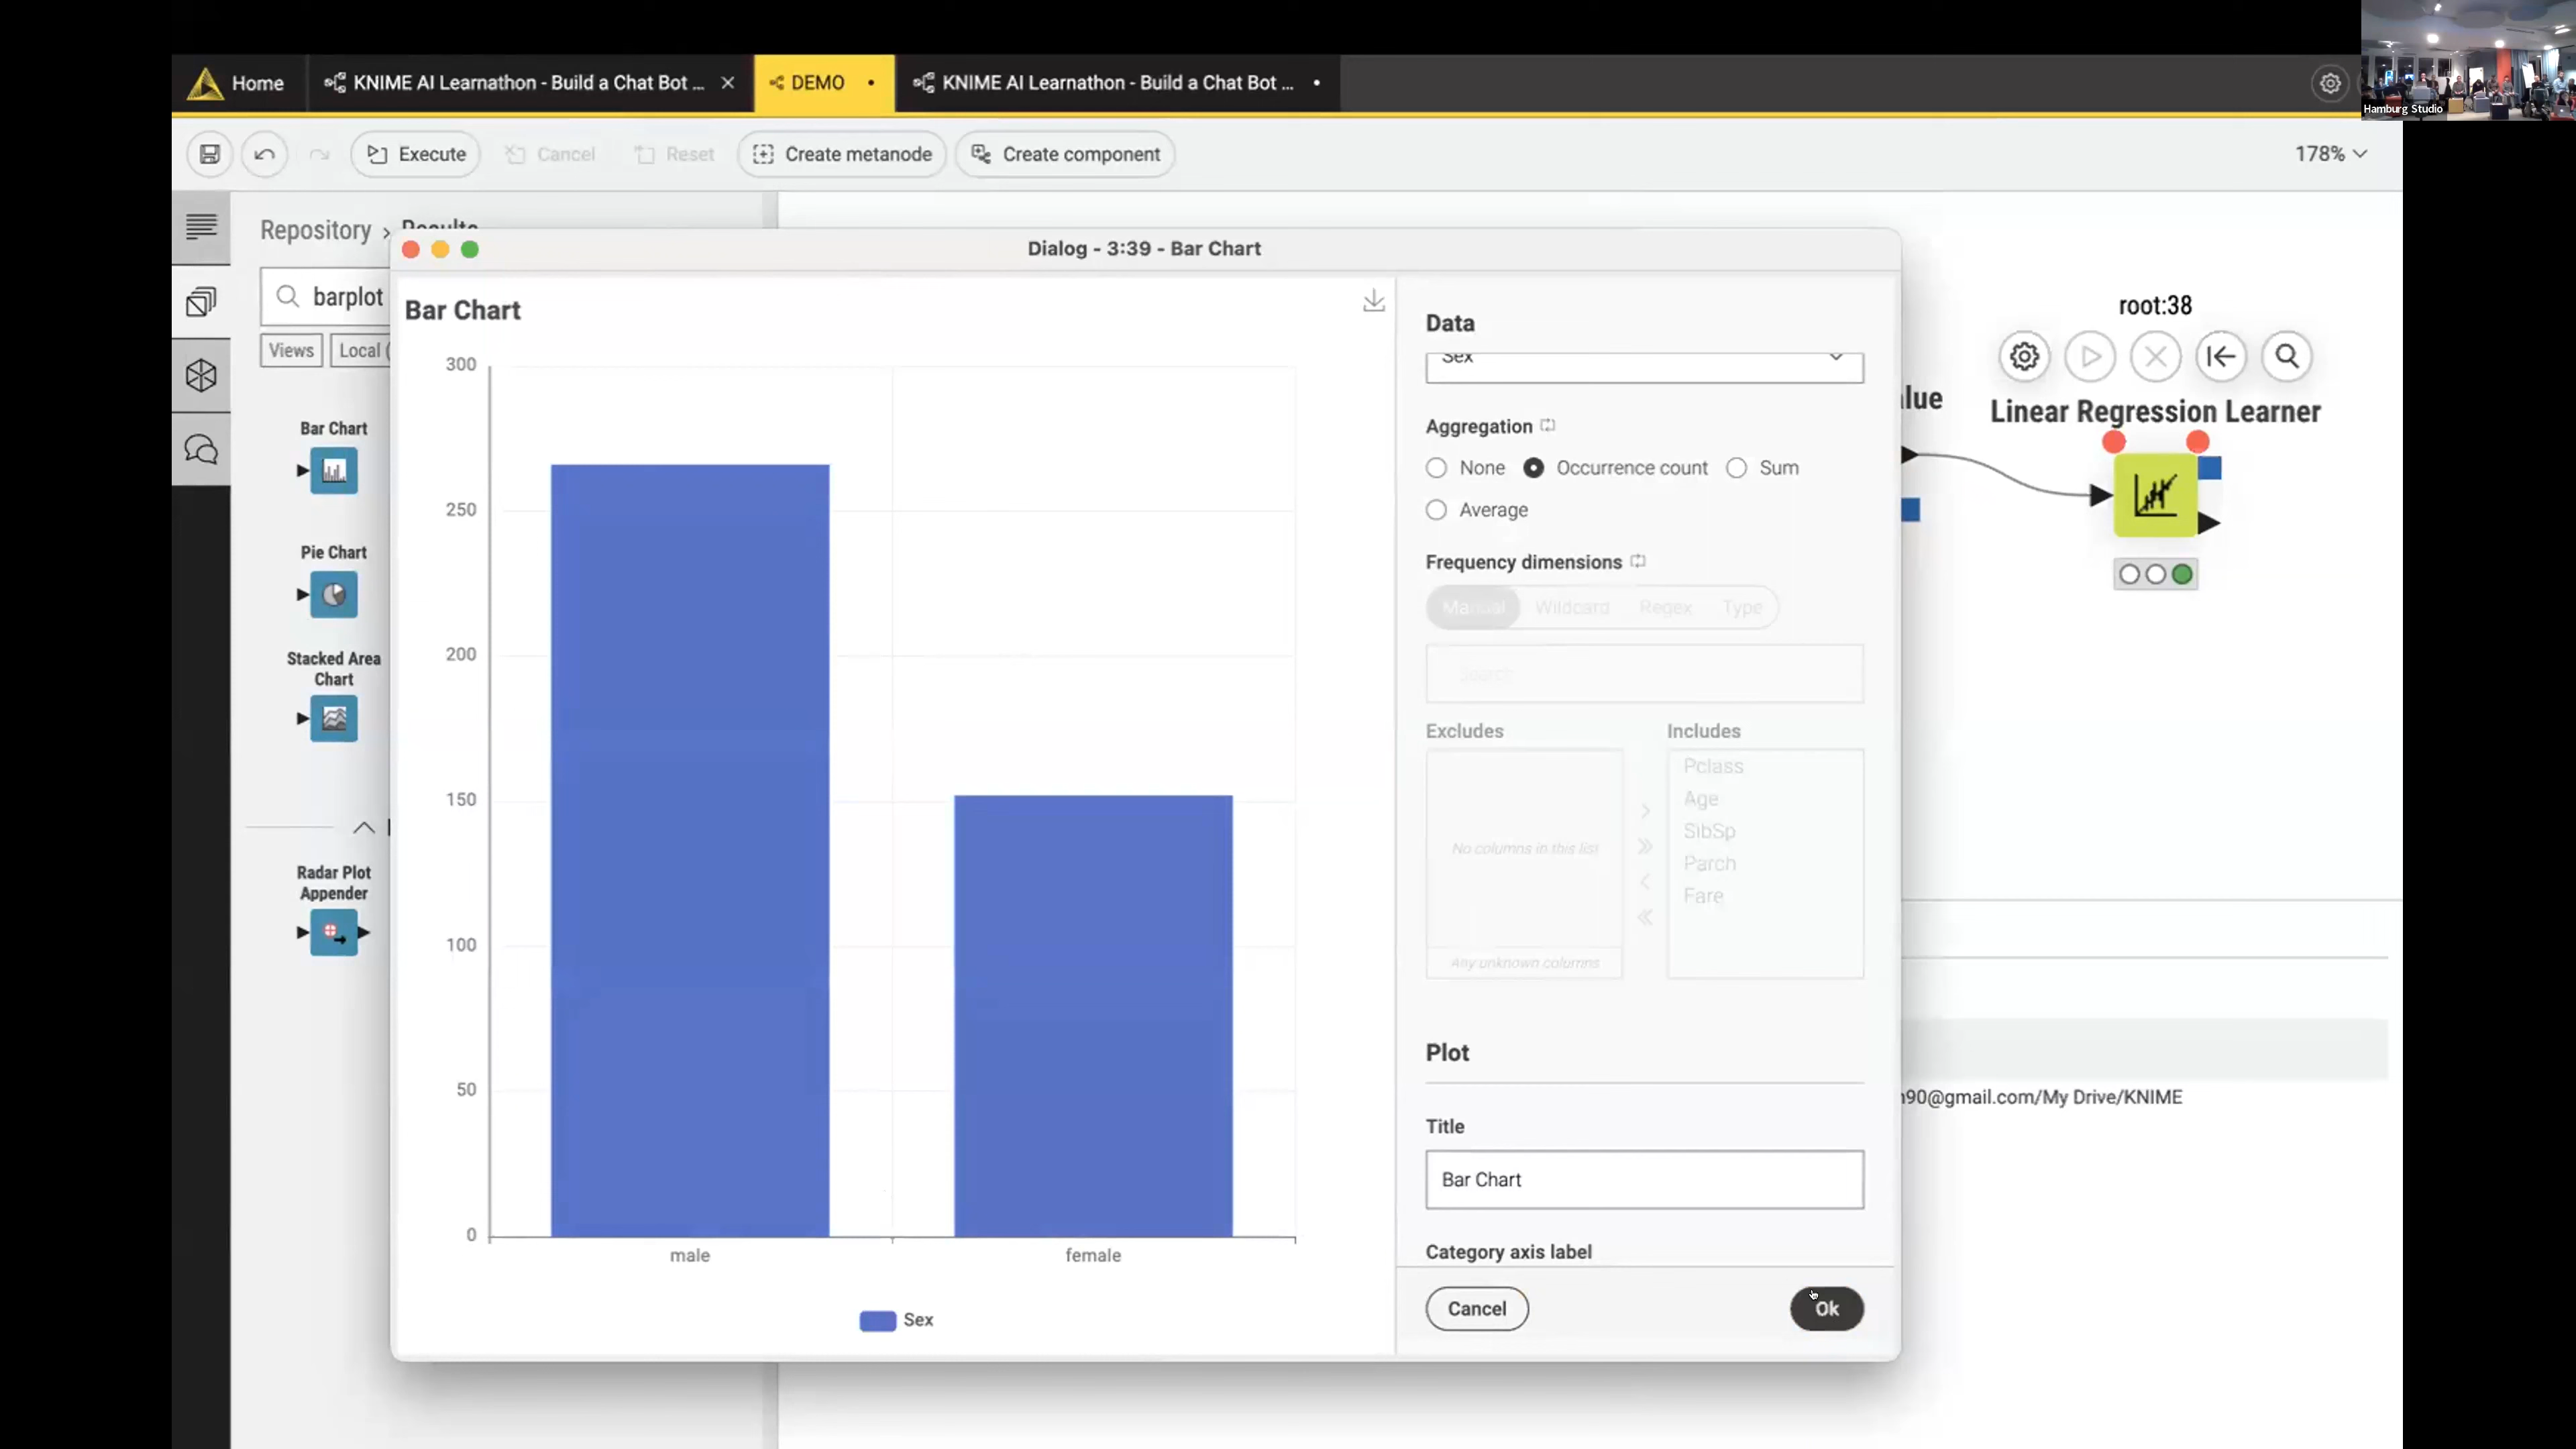 Home
KNIME AI Learnathon - Build a Chat Bot ...
DEMO
KNIME AI Learnathon - Build a Chat Bot ...
Hamburg Studio
Execute
Cancel
Reset
Create metanode
Create component
178%
Repository › Results
barplot
Views
Local (
Bar Chart
Pie Chart
Stacked Area
Chart
Radar Plot
Appender
Dialog - 3:39 - Bar Chart
Bar Chart
300
250
200
150
100
50
0
male
female
Sex
Data
Sex
Aggregation
None
Occurrence count
Sum
Average
Frequency dimensions
Manual
Wildcard
Regex
Type
Search
Excludes
Includes
No columns in this list
Any unknown columns
Pclass
Age
SibSp
Parch
Fare
Plot
Title
Bar Chart
Category axis label
Cancel
Ok
root:38
Linear Regression Learner
90@gmail.com/My Drive/KNIME